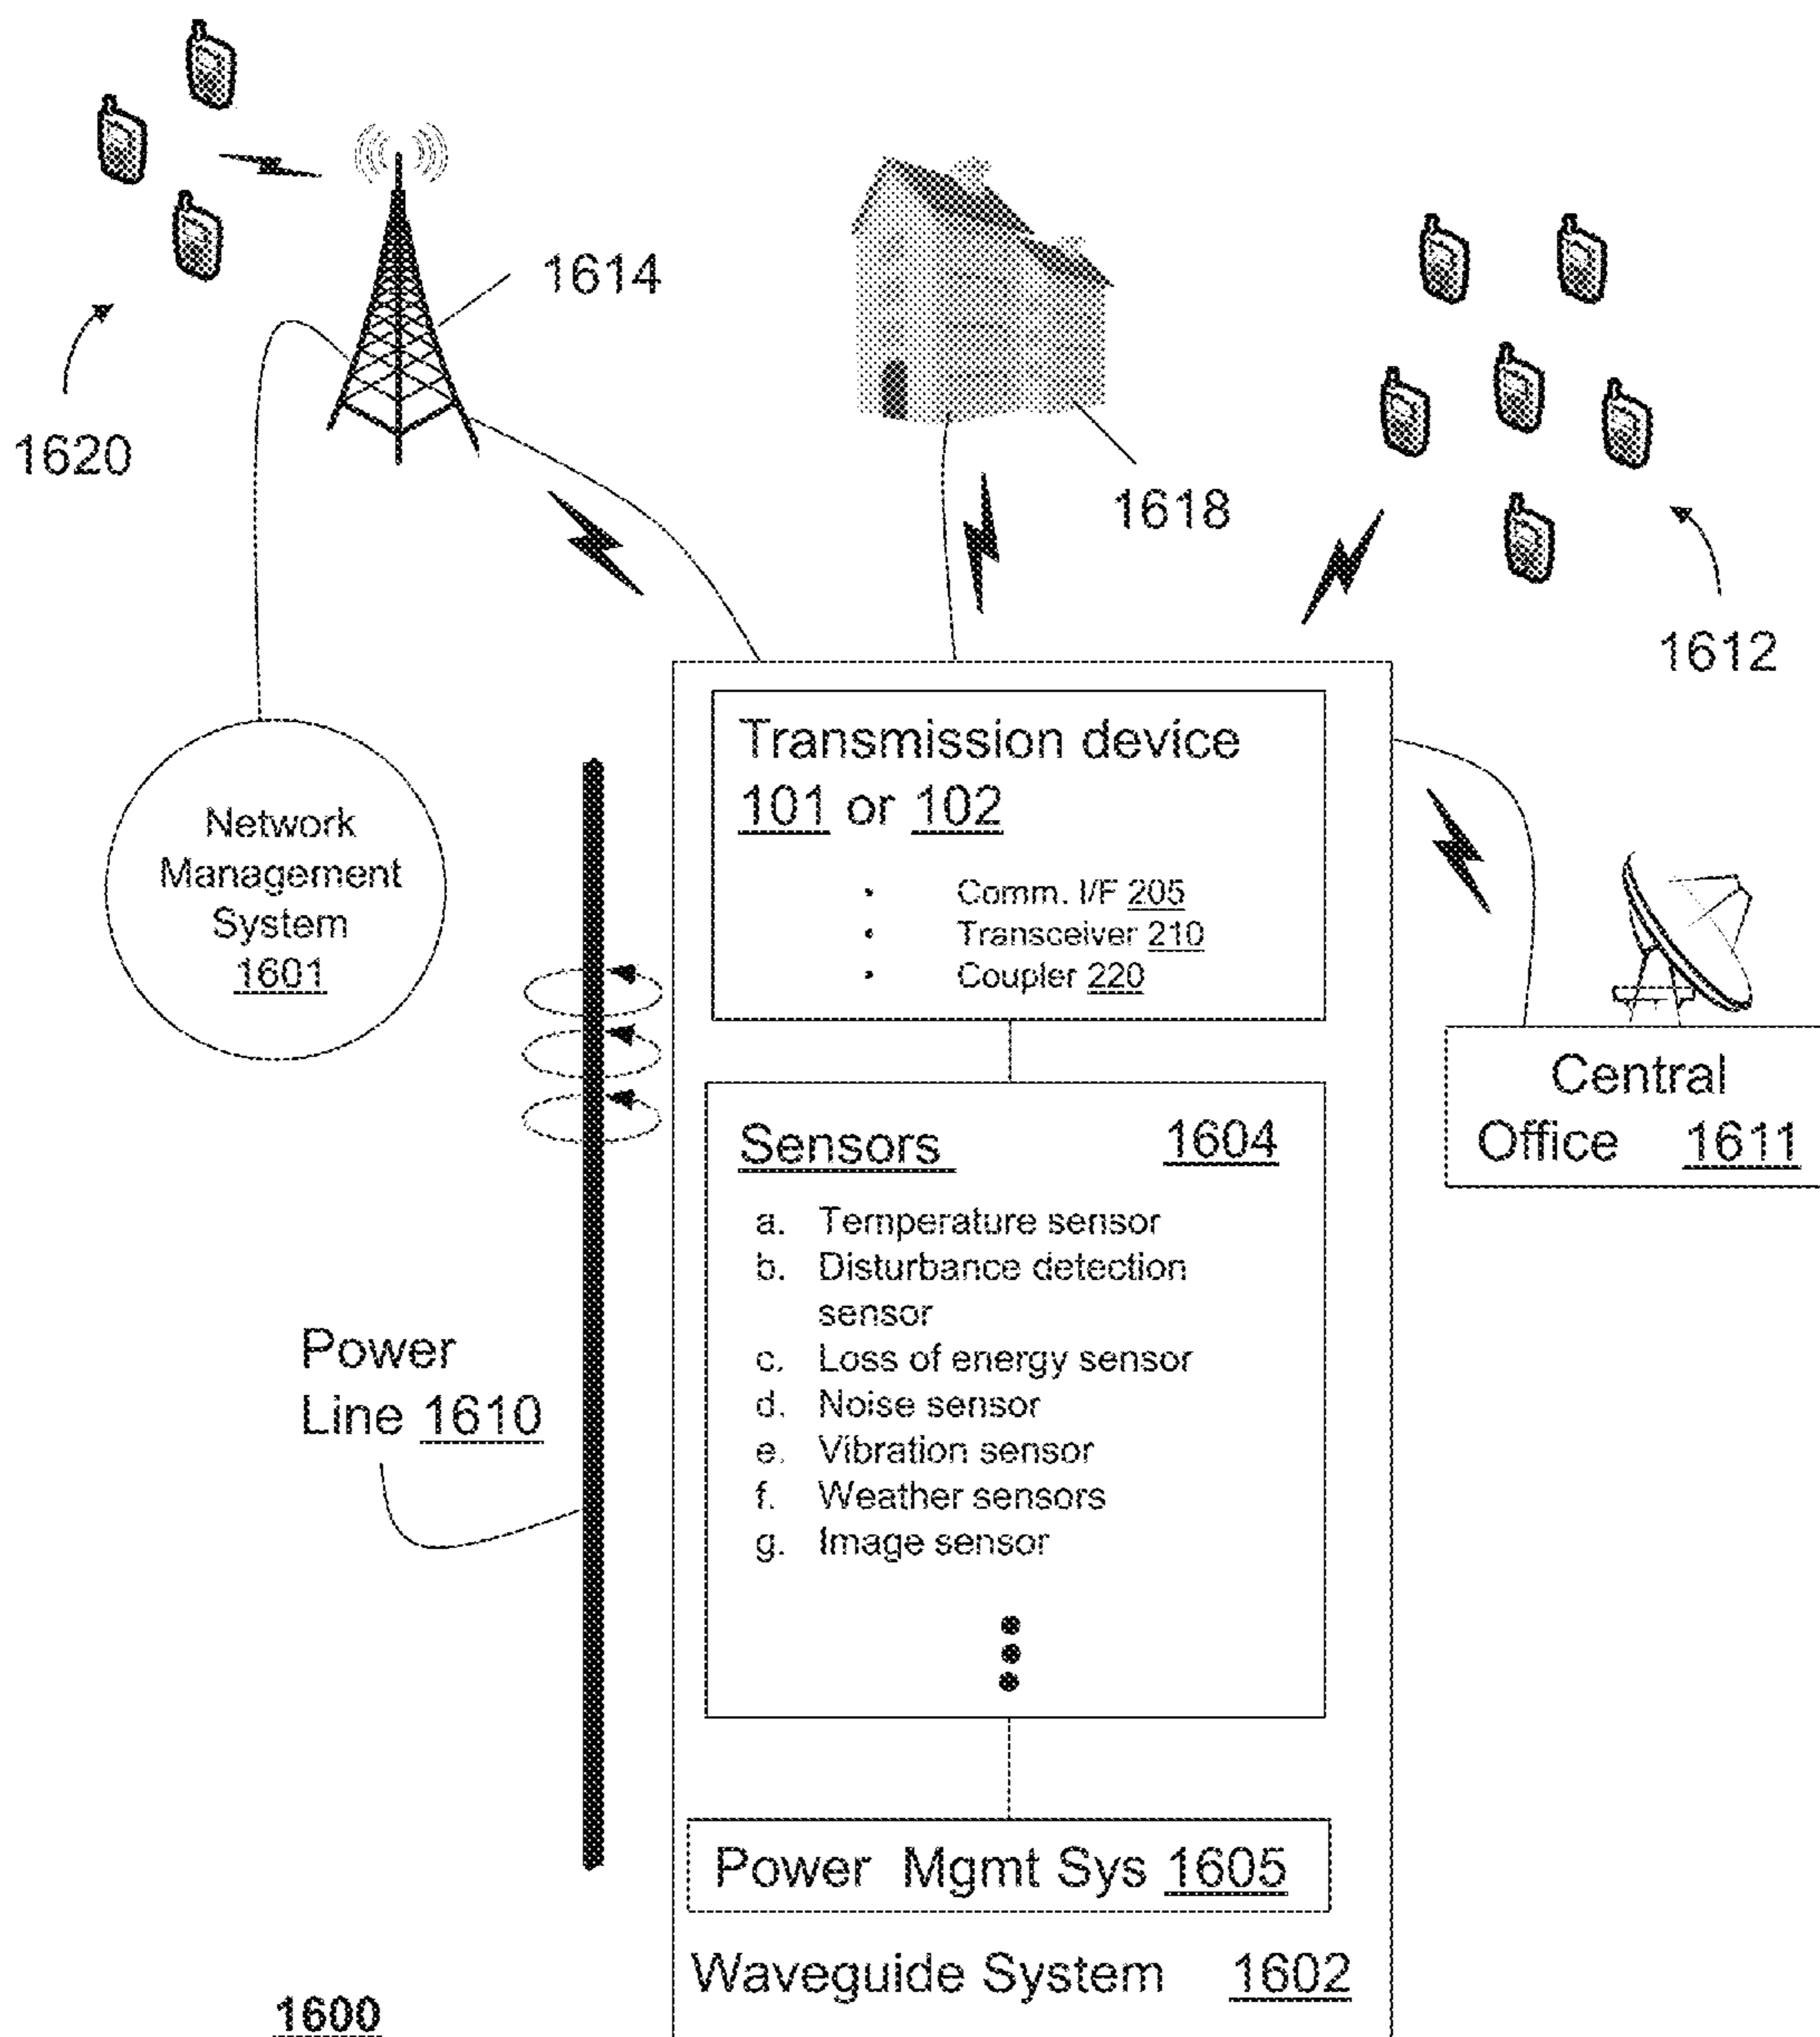 1614
1620
1618
1612
Network
Management
System
1601
Transmission device
101 or 102
• Comm. I/F 205
• Transceiver 210
• Coupler 220
Central
Office 1611
Sensors 1604
a. Temperature sensor
b. Disturbance detection
sensor
c. Loss of energy sensor
d. Noise sensor
e. Vibration sensor
f. Weather sensors
g. Image sensor
Power
Line 1610
Power Mgmt Sys 1605
Waveguide System 1602
1600